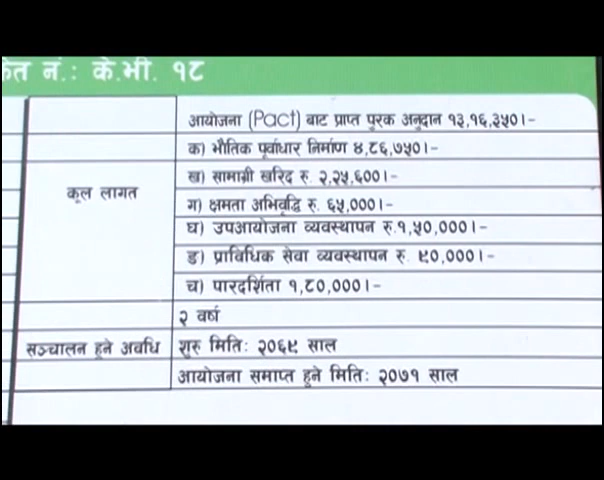 केत नं.: के.भी. १८
आयोजना (Pact) बाट प्राप्त पुरक अनुदान १३,१६,३५०।-
क) भौतिक पूर्वाधार निर्माण ४,८६,७५०।-
कूल लागत
ख) सामाग्री खरिद रु. २,२५,६००।-
ग) क्षमता अभिवृद्धि रु. ६५,०००।-
घ) उपआयोजना व्यवस्थापन रु.१,५०,०००।-
ङ) प्राविधिक सेवा व्यवस्थापन रु. ९०,०००।-
च) पारदर्शिता १,८०,०००।-
२ वर्ष
सञ्चालन हुने अवधि शुरु मितिः २०६९ साल
आयोजना समाप्त हुने मितिः २०७१ साल